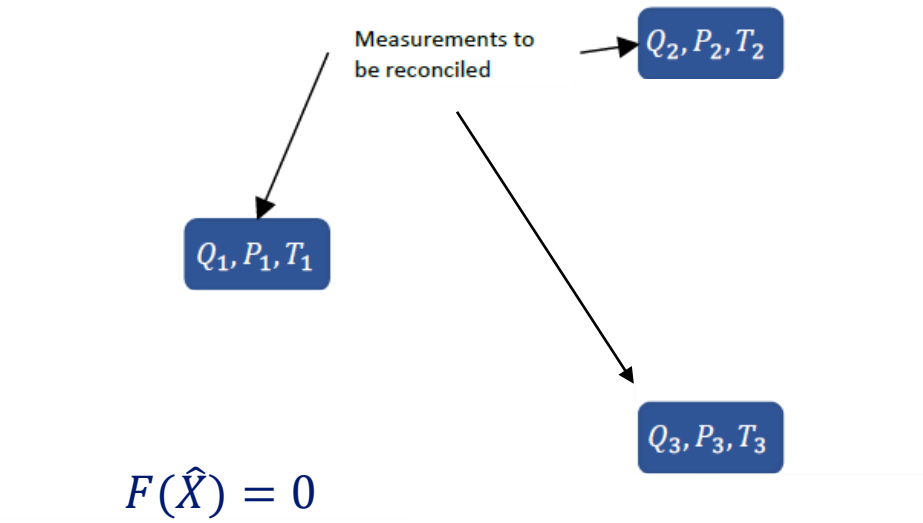 Measurements to
be reconciled
Q₂, P₂, T₂
Q₁, P₁, T₁
Q₃, P₃, T₃
F(X̂) = 0